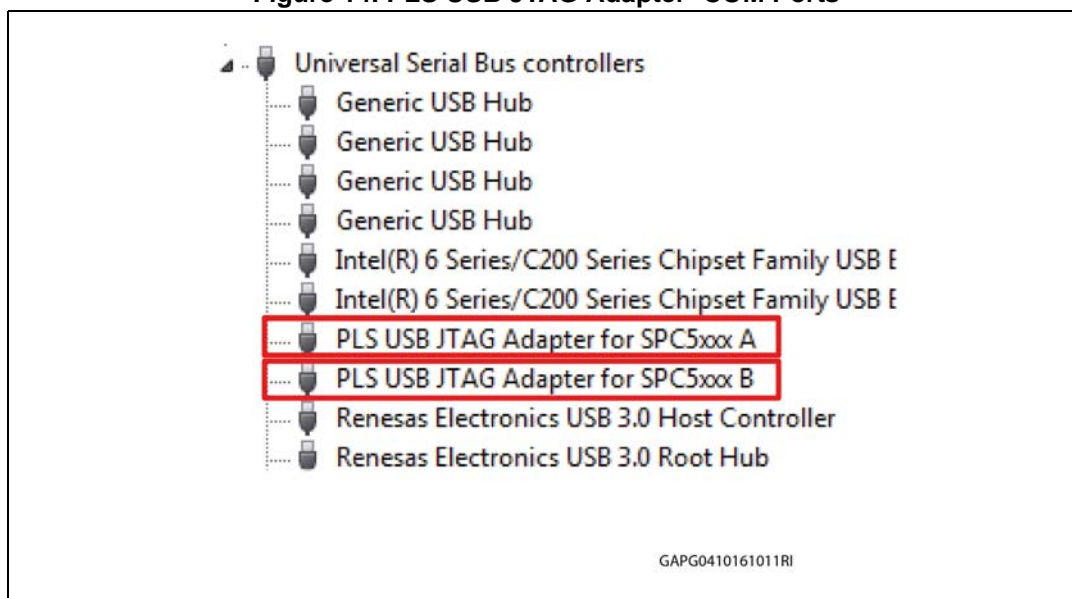 Universal Serial Bus controllers
Generic USB Hub
Generic USB Hub
Generic USB Hub
Generic USB Hub
Intel(R) 6 Series/C200 Series Chipset Family USB E
Intel(R) 6 Series/C200 Series Chipset Family USB E
PLS USB JTAG Adapter for SPC5xxx A
PLS USB JTAG Adapter for SPC5xxx B
Renesas Electronics USB 3.0 Host Controller
Renesas Electronics USB 3.0 Root Hub
GAPG0410161011RI